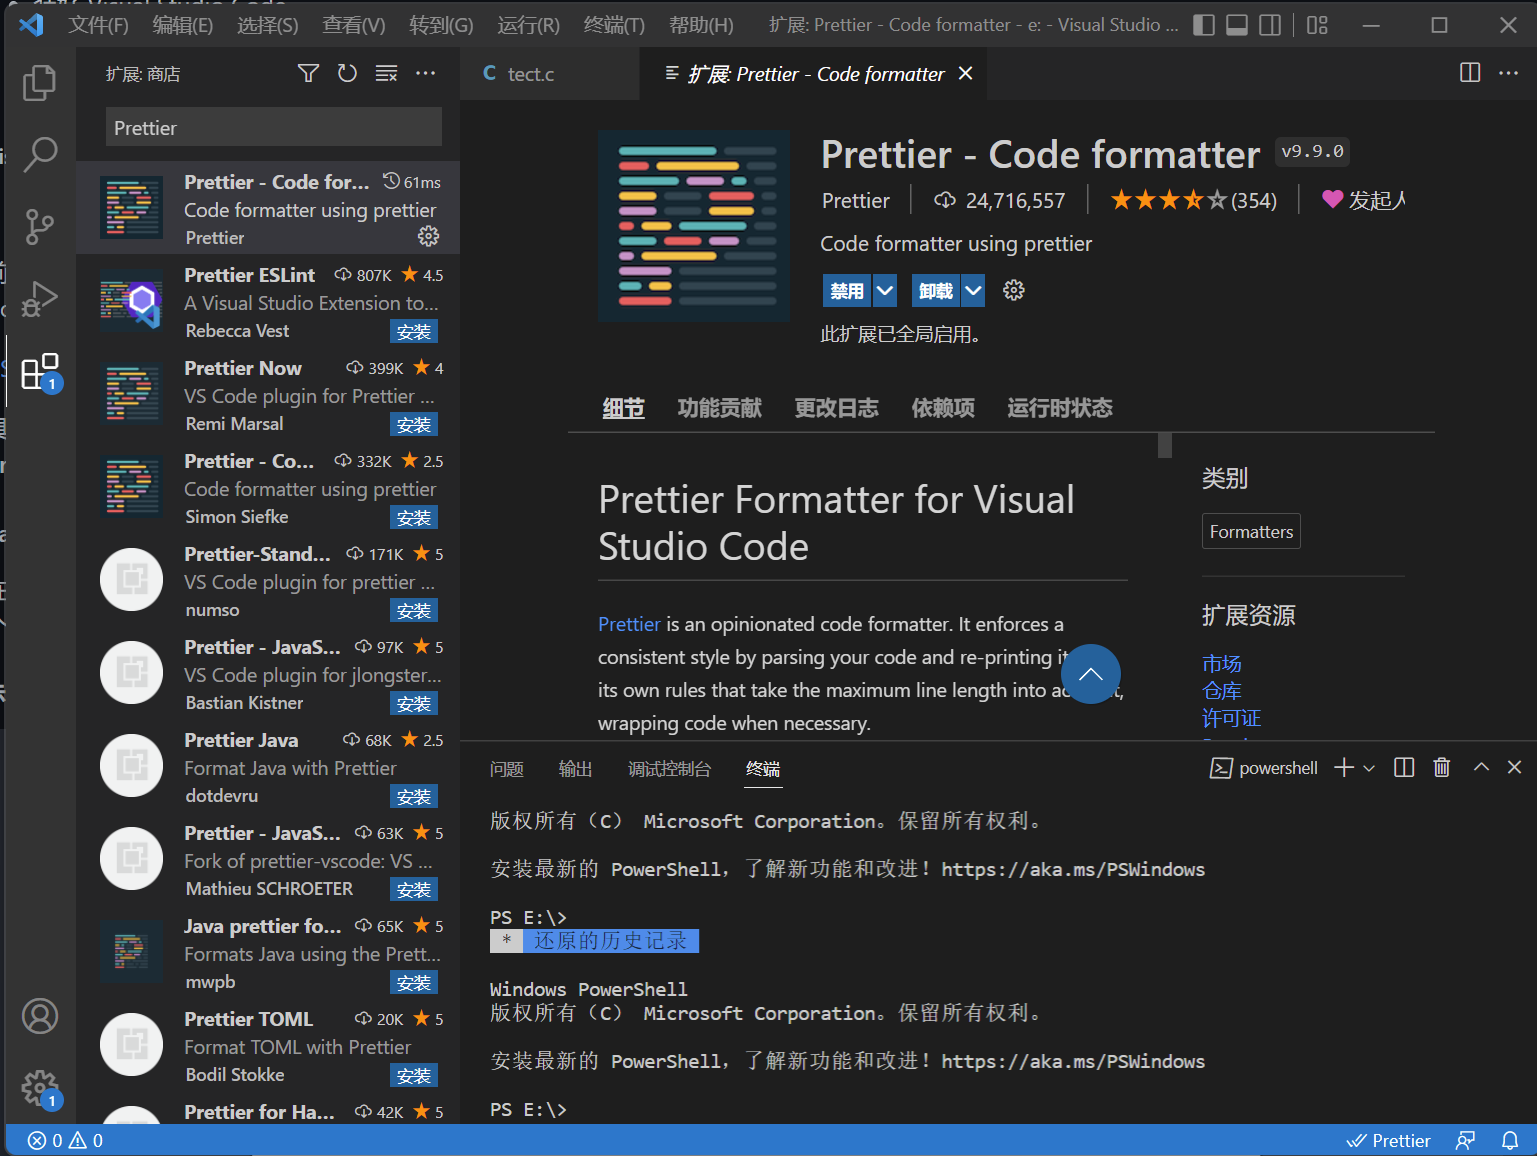 文件(F) 编辑(E) 选择(S) 查看(V) 转到(G) 运行(R) 终端(T) 帮助(H) 扩展: Prettier - Code formatter - e: - Visual Studio ...
扩展: 商店
Prettier
Prettier - Code for... 61ms
Code formatter using prettier
Prettier
Prettier ESLint 807K 4.5
A Visual Studio Extension to...
Rebecca Vest 安装
Prettier Now 399K 4
VS Code plugin for Prettier ...
Remi Marsal 安装
Prettier - Co... 332K 2.5
Code formatter using prettier
Simon Siefke 安装
Prettier-Stand... 171K 5
VS Code plugin for prettier ...
numso 安装
Prettier - JavaS... 97K 5
VS Code plugin for jlongster...
Bastian Kistner 安装
Prettier Java 68K 2.5
Format Java with Prettier
dotdevru 安装
Prettier - JavaS... 63K 5
Fork of prettier-vscode: VS ...
Mathieu SCHROETER 安装
Java prettier fo... 65K 5
Formats Java using the Prett...
mwpb 安装
Prettier TOML 20K 5
Format TOML with Prettier
Bodil Stokke 安装
Prettier for Ha... 42K 5
1
1
C tect.c 扩展: Prettier - Code formatter
Prettier - Code formatter v9.9.0
Prettier 24,716,557 (354) 发起人
Code formatter using prettier
禁用 卸载
此扩展已全局启用。
细节 功能贡献 更改日志 依赖项 运行时状态
Prettier Formatter for Visual
Studio Code
Prettier is an opinionated code formatter. It enforces a
consistent style by parsing your code and re-printing it
its own rules that take the maximum line length into
wrapping code when necessary.
类别
Formatters
扩展资源
市场
仓库
许可证
问题 输出 调试控制台 终端 powershell
版权所有（C） Microsoft Corporation。保留所有权利。
安装最新的 PowerShell，了解新功能和改进！https://aka.ms/PSWindows
PS E:\>
* 还原的历史记录
Windows PowerShell
版权所有（C） Microsoft Corporation。保留所有权利。
安装最新的 PowerShell，了解新功能和改进！https://aka.ms/PSWindows
PS E:\>
0 0 Prettier